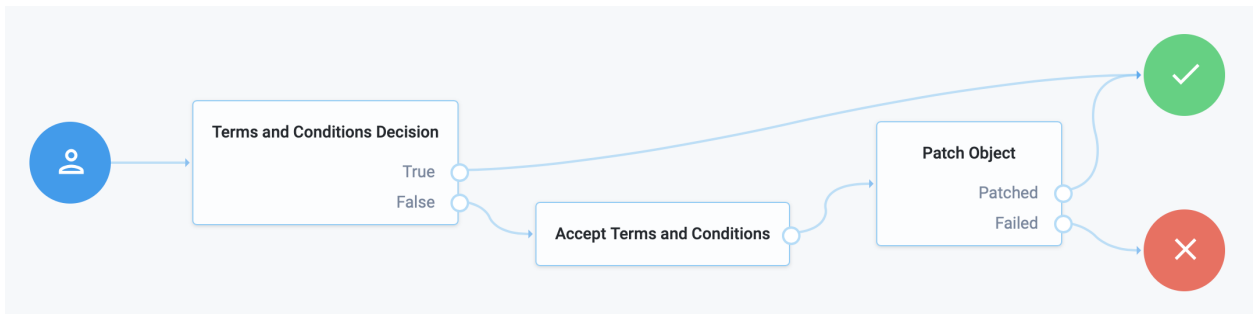 Terms and Conditions Decision
True
False
Accept Terms and Conditions
Patch Object
Patched
Failed